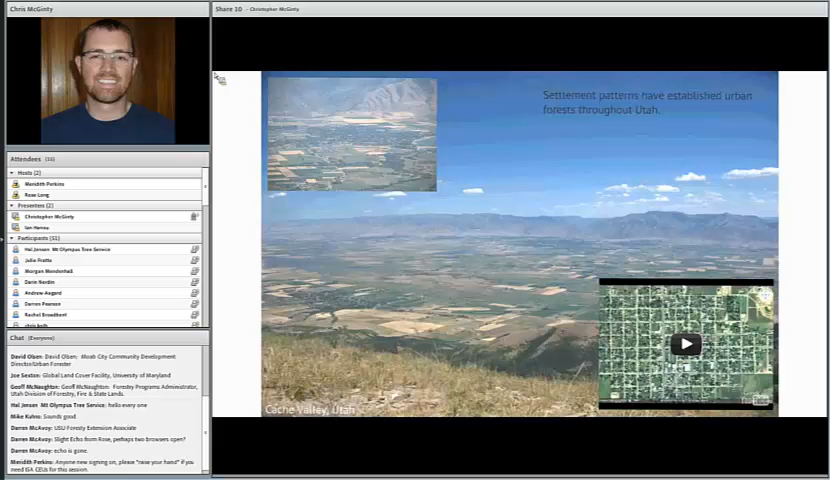 Chris McGinty
Attendees
Hosts (2)
Meridith Perkins
Rose Long
Presenters (2)
Christopher McGinty
Ian Hanou
Participants (51)
Hal Jensen Mt Olympus Tree Service
Julie Fratto
Morgan Mendenhall
Darin Nardin
Andrew Aagard
Darren Pearson
Rachel Broadbent
chris
Chat (Everyone)
David Olsen: David Olsen: Moab City Community Development
Director/Urban Forester
Joe Sexton: Global Land Cover Facility, University of Maryland
Geoff McNaughton: Geoff McNaughton: Forestry Programs Administrator,
Utah Division of Forestry, Fire & State Lands.
Hal Jensen Mt Olympus Tree Service: hello every one
Mike Kuhns: Sounds good.
Darren McAvoy: USU Forestry Extension Associate
Darren McAvoy: Slight Echo from Rose, perhaps two browsers open?
Darren McAvoy: echo is gone.
Meridith Perkins: Anyone new signing on, please "raise your hand" if you
need ISA CEUs for this session.
Share 10 - Christopher McGinty
Settlement patterns have established urban
forests throughout Utah.
Cache Valley, Utah